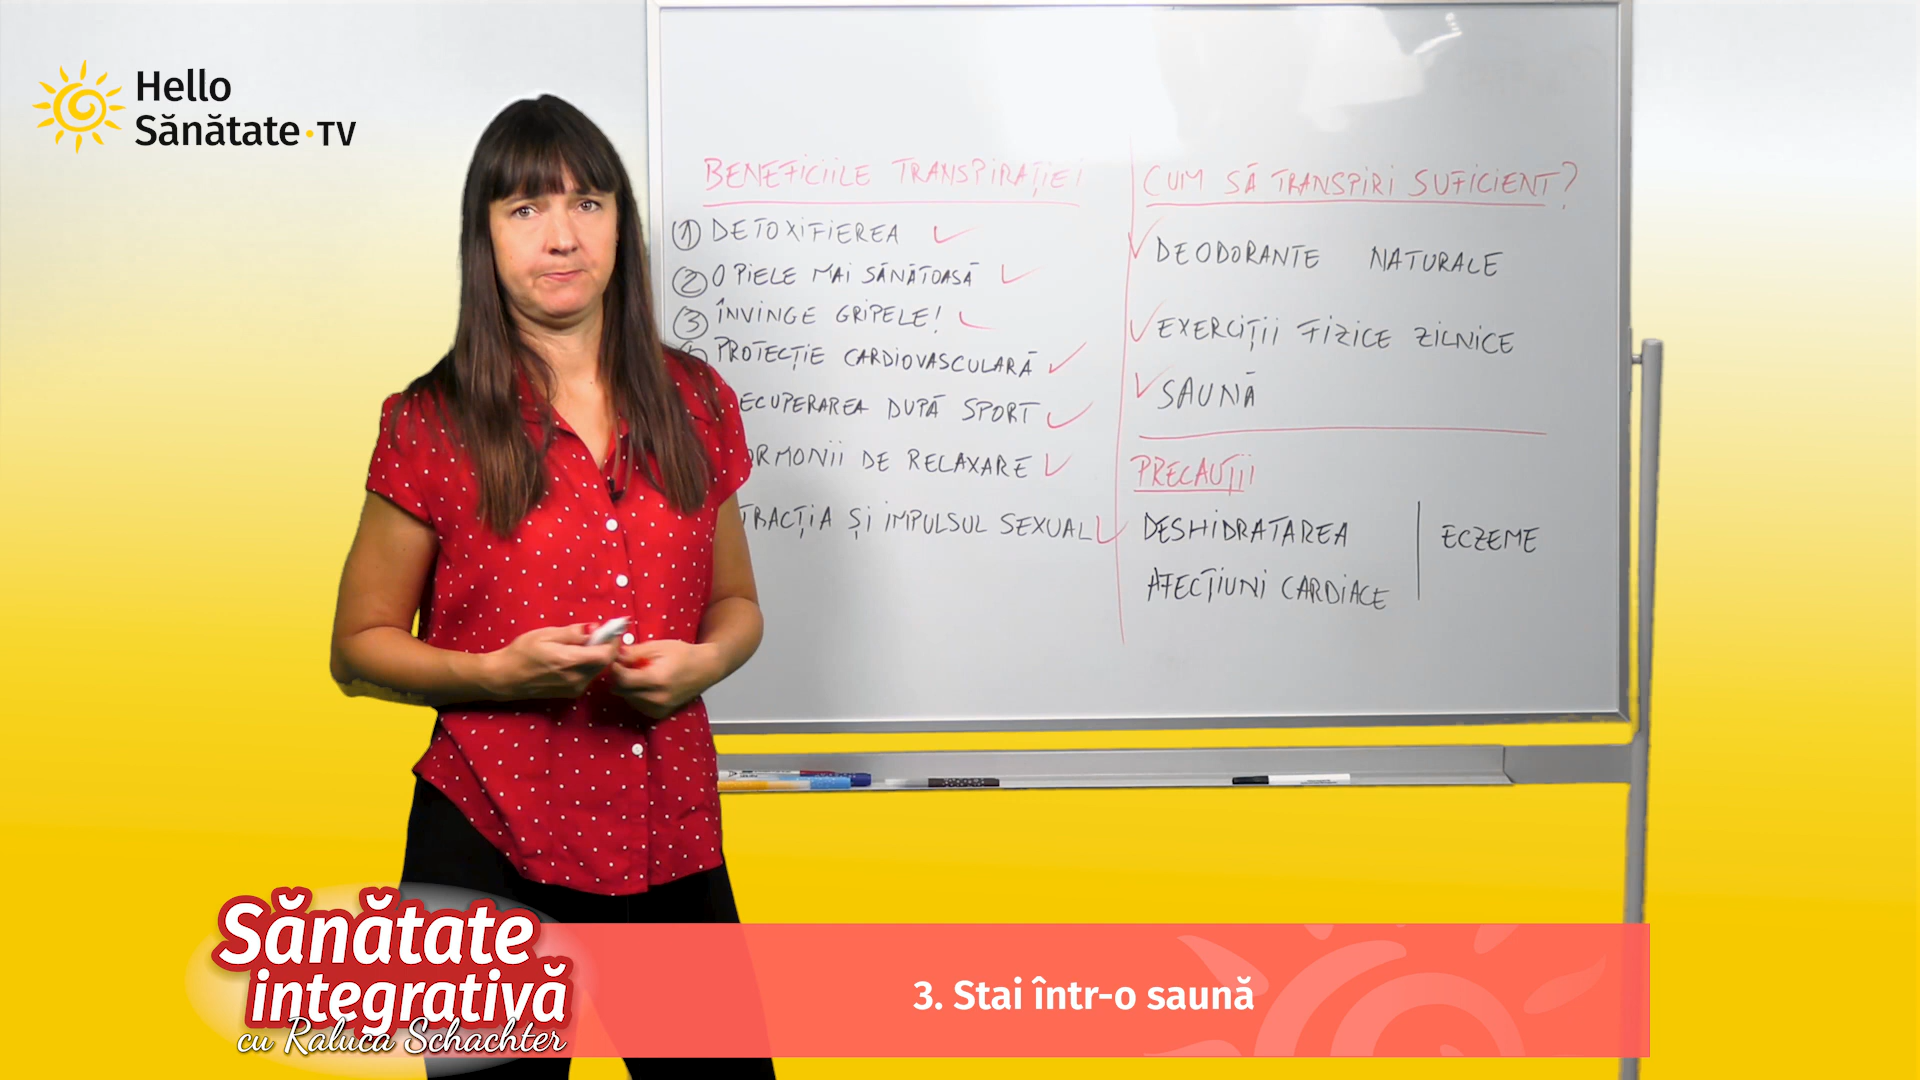 Hello
Sănătate·TV
BENEFICIILE TRANSPIRAȚIEI
1 DETOXIFIEREA
2 O PIELE MAI SĂNĂTOASĂ
3 ÎNVINGE GRIPELE!
PROTECȚIE CARDIOVASCULARĂ
ECUPERAREA DUPĂ SPORT
ORMONII DE RELAXARE
TRACȚIA ȘI IMPULSUL SEXUAL
CUM SĂ TRANSPIRI SUFICIENT?
DEODORANTE NATURALE
EXERCIȚII FIZICE ZILNICE
SAUNĂ
PRECAUȚII
DESHIDRATAREA
AFECȚIUNI CARDIACE
ECZEME
Sănătate
integrativă
cu Raluca Schachter
3. Stai într-o saună